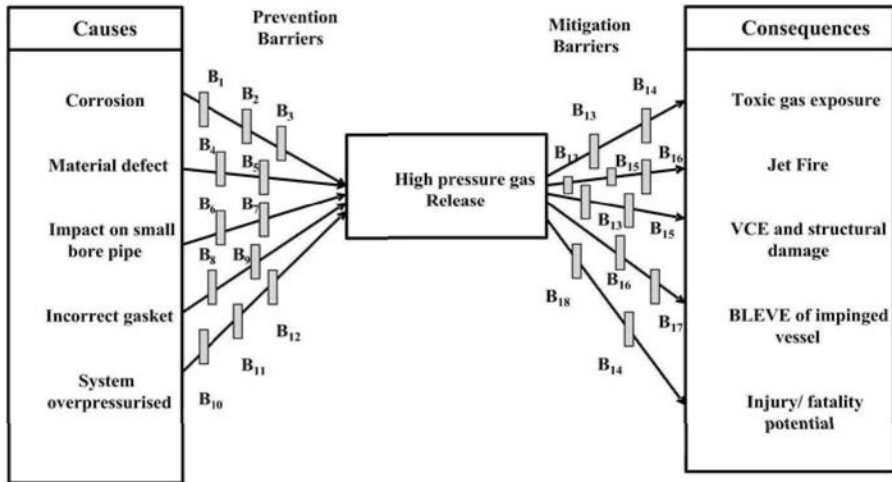 Causes
Corrosion
Material defect
Impact on small
bore pipe
Incorrect gasket
System
overpressurised
Prevention
Barriers
B₁
B₂
B₃
B₄
B₅
B₆
B₇
B₈
B₉
B₁₀
B₁₁
B₁₂
High pressure gas
Release
Mitigation
Barriers
B₁₃
B₁₄
B₁₅
B₁₆
B₁₃
B₁₅
B₁₆
B₁₇
B₁₈
B₁₄
Consequences
Toxic gas exposure
Jet Fire
VCE and structural
damage
BLEVE of impinged
vessel
Injury/ fatality
potential